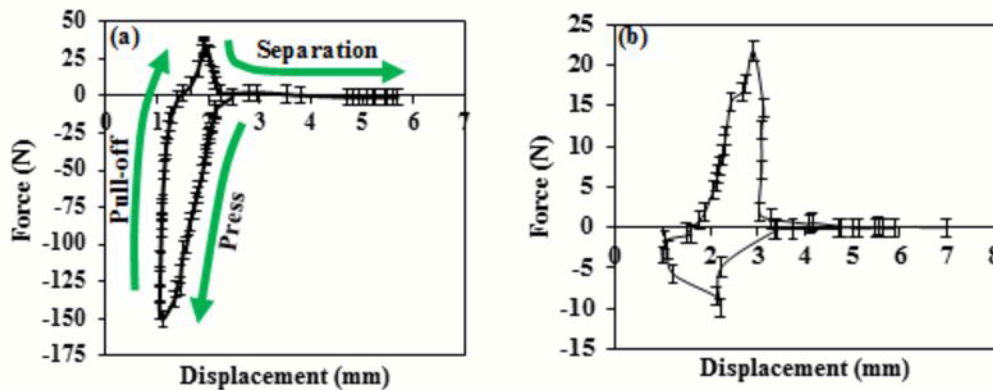 (a)
Force (N)
50
25
0
-25
-50
-75
-100
-125
-150
-175
0 1 2 3 4 5 6 7
Separation
Pull-off
Press
Displacement (mm)
(b)
Force (N)
25
20
15
10
5
0
-5
-10
-15
0 1 2 3 4 5 6 7 8
Displacement (mm)